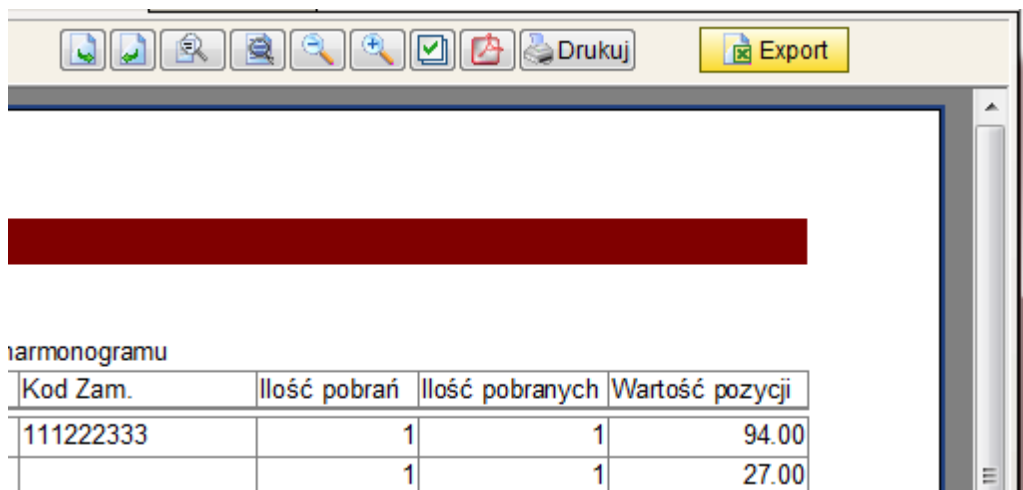 Drukuj Export
harmonogramu
Kod Zam. Ilość pobrań Ilość pobranych Wartość pozycji
111222333 1 1 94.00
1 1 27.00